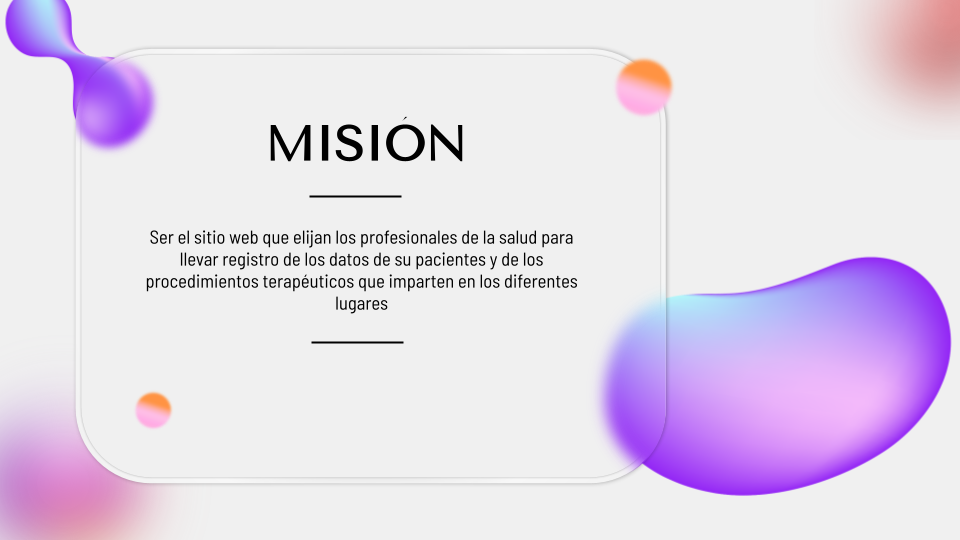 MISIÓN
Ser el sitio web que elijan los profesionales de la salud para
llevar registro de los datos de su pacientes y de los
procedimientos terapéuticos que imparten en los diferentes
lugares